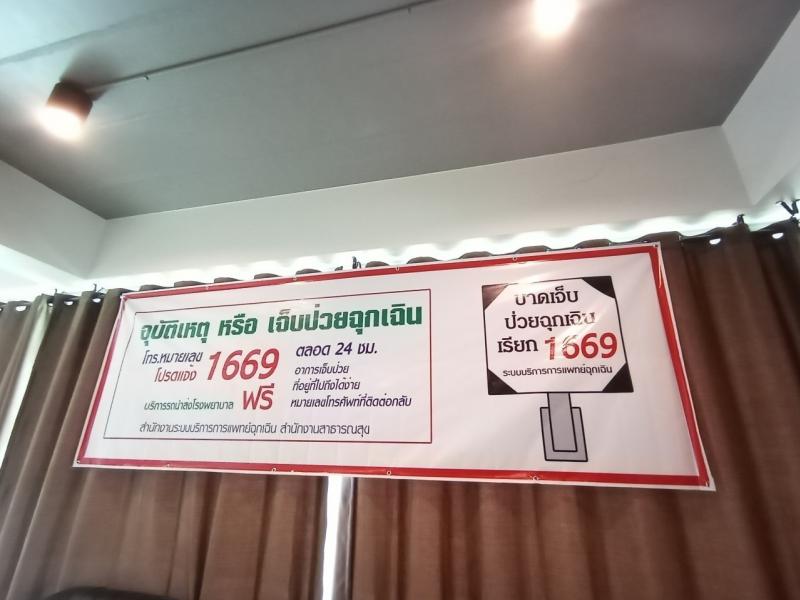 อุบัติเหตุ หรือ เจ็บป่วยฉุกเฉิน
โทร.หมายเลข 1669 ตลอด 24 ชม.
โปรดแจ้ง อาการเจ็บป่วย
ที่อยู่ที่ไปถึงได้ง่าย
บริการรถนำส่งโรงพยาบาล ฟรี หมายเลขโทรศัพท์ที่ติดต่อกลับ
สำนักงานระบบบริการการแพทย์ฉุกเฉิน สำนักงานสาธารณสุข
บาดเจ็บ
ป่วยฉุกเฉิน
เรียก 1669
ระบบบริการการแพทย์ฉุกเฉิน